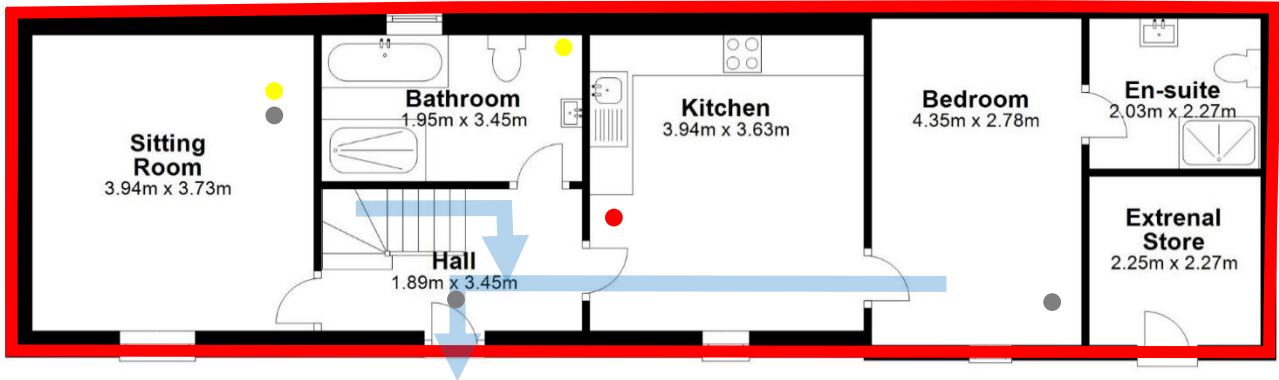 Sitting
Room
3.94m x 3.73m
Bathroom
1.95m x 3.45m
Hall
1.89m x 3.45m
Kitchen
3.94m x 3.63m
Bedroom
4.35m x 2.78m
En-suite
2.03m x 2.27m
Extrenal
Store
2.25m x 2.27m